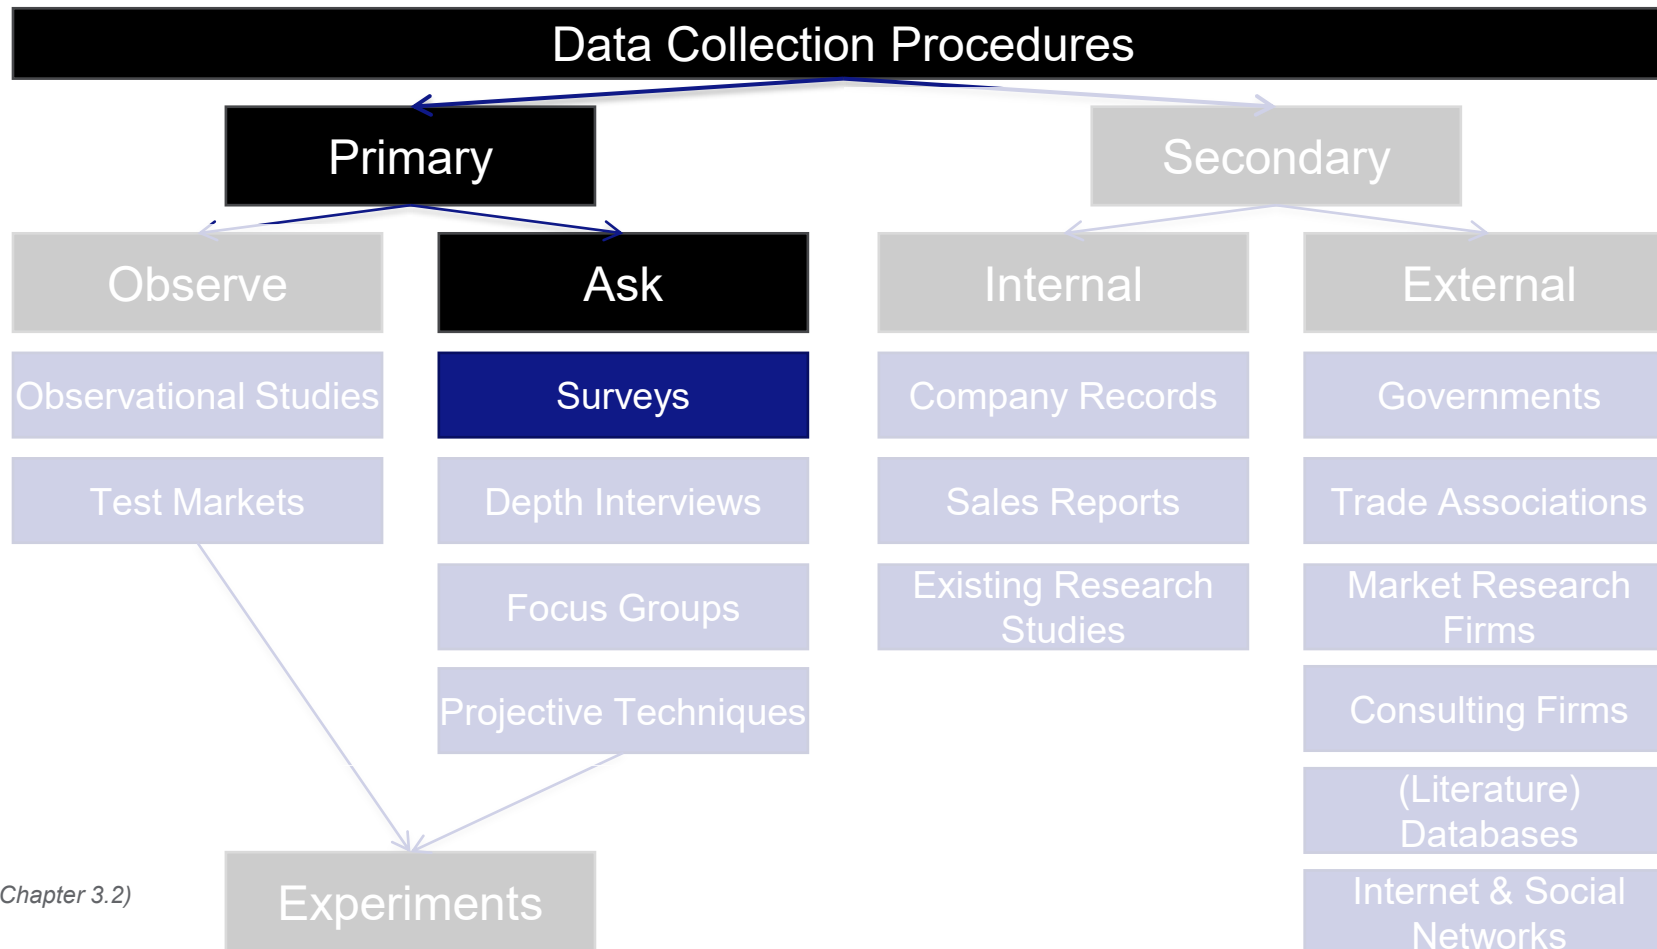 Data Collection Procedures
Primary
Secondary
Observe
Ask
Internal
External
Observational Studies
Surveys
Company Records
Governments
Test Markets
Depth Interviews
Sales Reports
Trade Associations
Focus Groups
Existing Research
Studies
Market Research
Firms
Projective Techniques
Consulting Firms
(Literature)
Databases
Chapter 3.2)
Experiments
Internet & Social
Networks